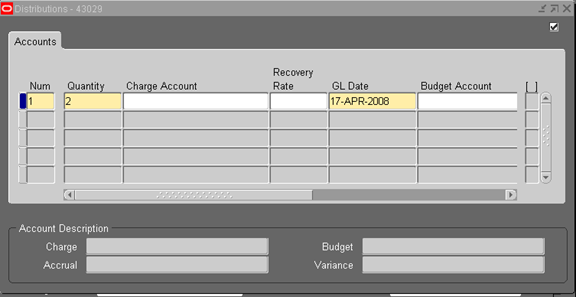 Distributions - 43029
Accounts
Num Quantity Charge Account Recovery Rate GL Date Budget Account [ ]
1 2 17-APR-2008
Account Description
Charge Budget
Accrual Variance